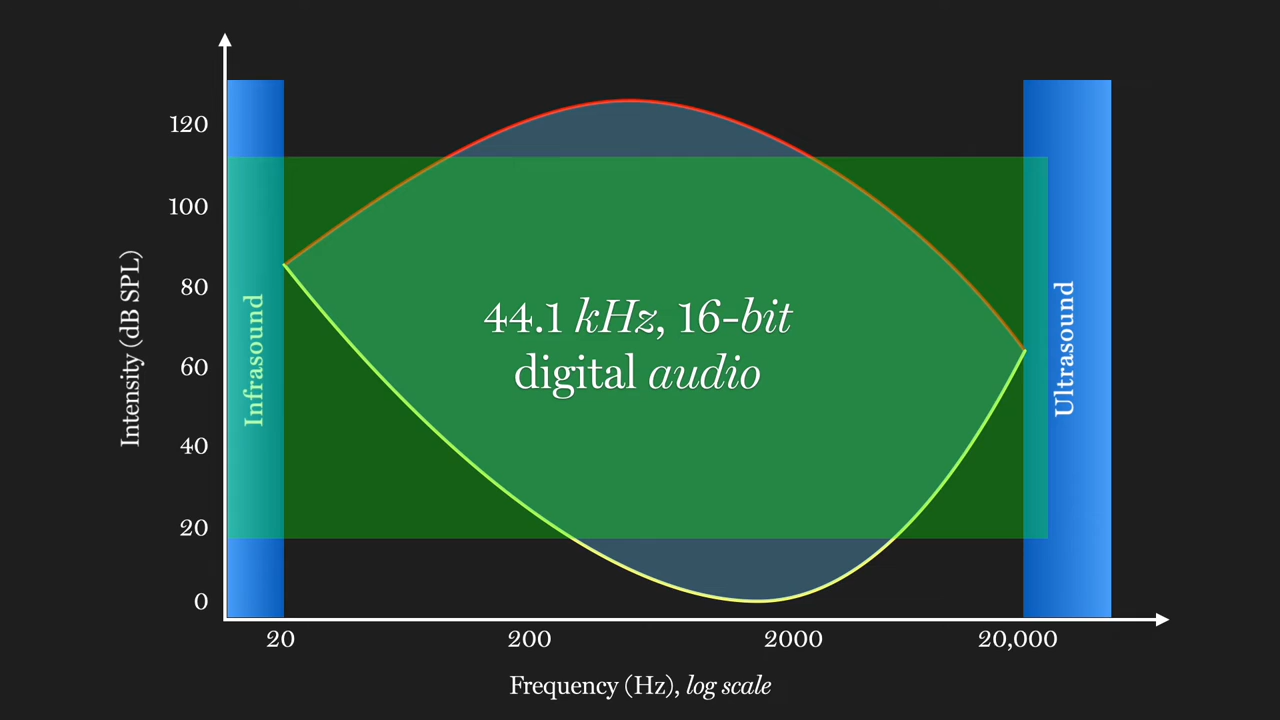 120
100
80
60
40
20
0
Intensity (dB SPL)
Infrasound
44.1 kHz, 16-bit
digital audio
Ultrasound
20 200 2000 20,000
Frequency (Hz), log scale